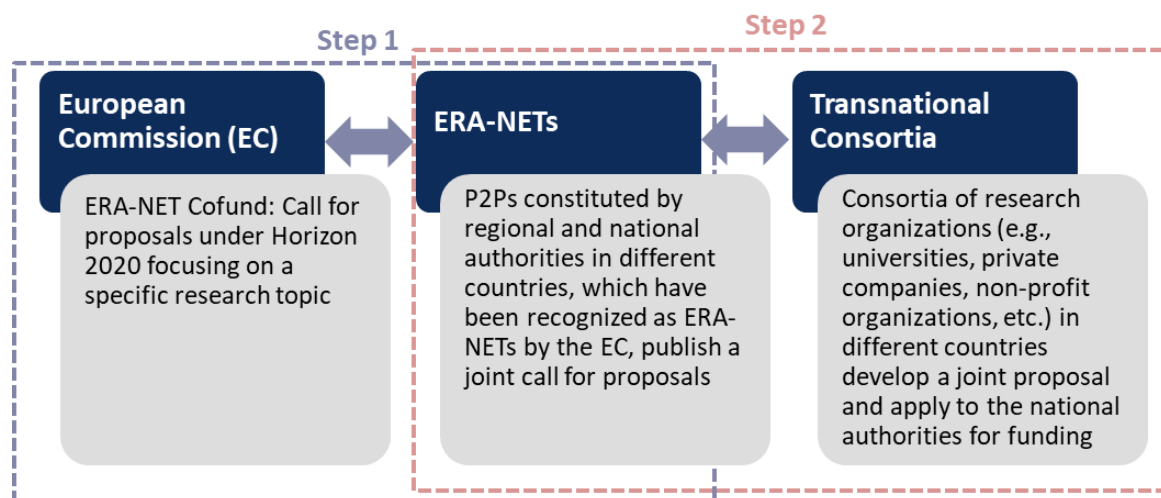 Step 1
Step 2
European
Commission (EC)
ERA-NET Cofund: Call for
proposals under Horizon
2020 focusing on a
specific research topic
ERA-NETs
P2Ps constituted by
regional and national
authorities in different
countries, which have
been recognized as ERA-
NETs by the EC, publish a
joint call for proposals
Transnational
Consortia
Consortia of research
organizations (e.g.,
universities, private
companies, non-profit
organizations, etc.) in
different countries
develop a joint proposal
and apply to the national
authorities for funding